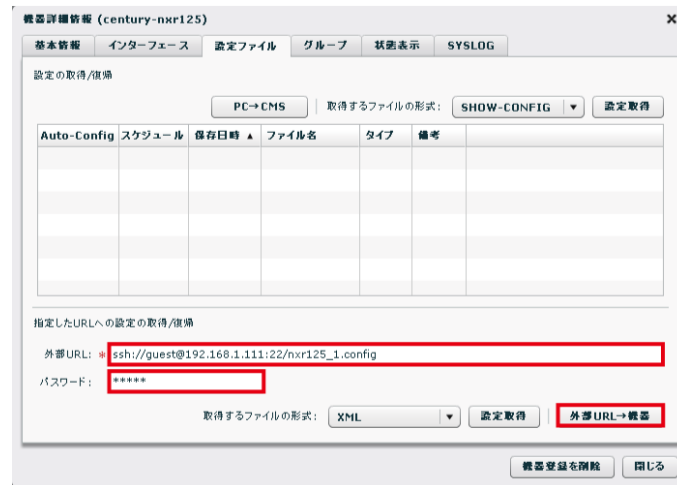 機器詳細情報 (century-nxr125)
基本情報 インターフェース 設定ファイル グループ 状態表示 SYSLOG
設定の取得/復帰
PC→CMS 取得するファイルの形式: SHOW-CONFIG 設定取得
Auto-Config スケジュール 保存日時 ▲ ファイル名 タイプ 備考
指定したURLへの設定の取得/復帰
外部URL: * ssh://guest@192.168.1.111:22/nxr125_1.config
パスワード: *****
取得するファイルの形式: XML 設定取得 外部URL→機器
機器登録を削除 閉じる